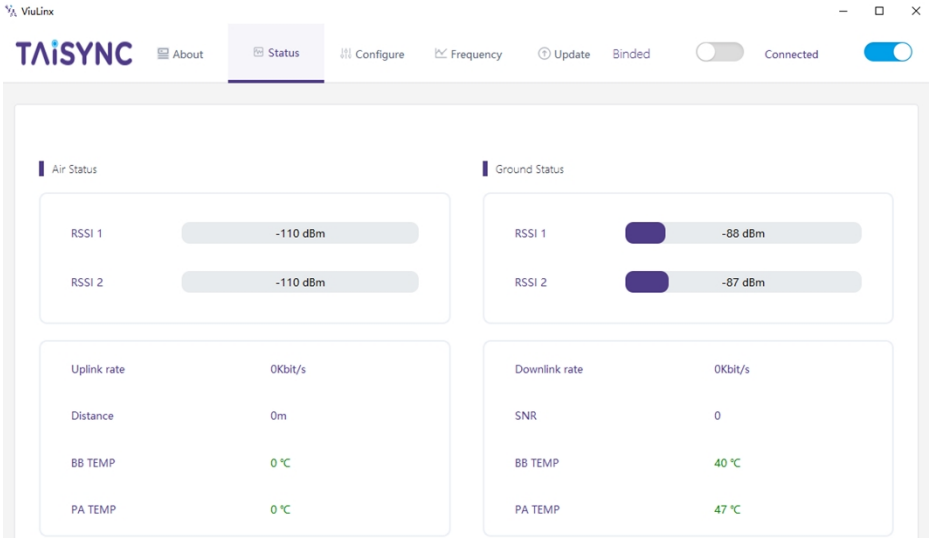 ViuLinx
TAiSYNC About Status Configure Frequency Update Binded Connected
Air Status
RSSI 1 -110 dBm
RSSI 2 -110 dBm
Uplink rate 0Kbit/s
Distance 0m
BB TEMP 0 ℃
PA TEMP 0 ℃
Ground Status
RSSI 1 -88 dBm
RSSI 2 -87 dBm
Downlink rate 0Kbit/s
SNR 0
BB TEMP 40 ℃
PA TEMP 47 ℃